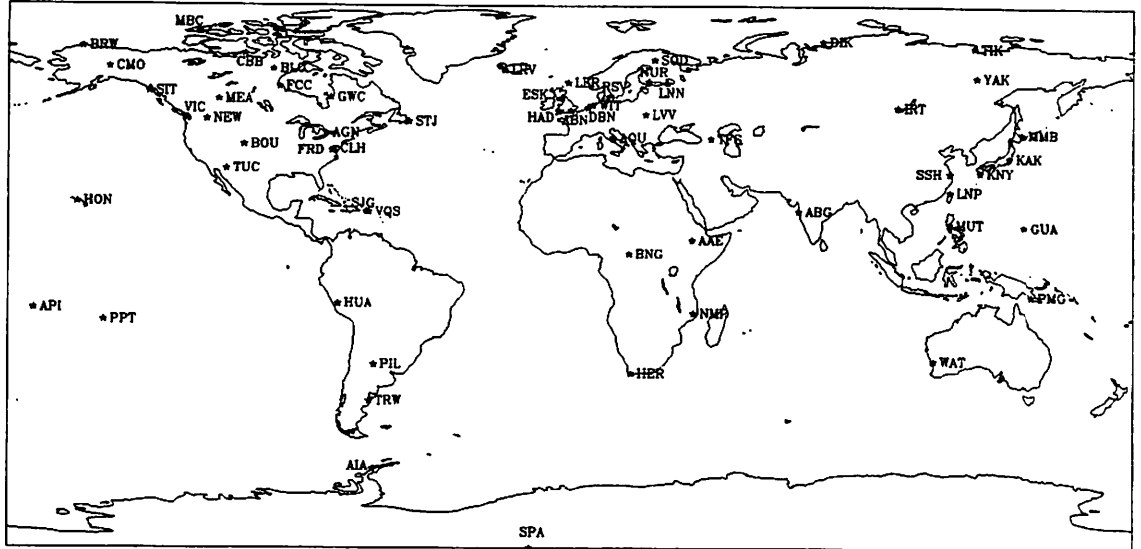 MBC
BRW
DIK
TIK
CMO
CBB
BLC
LRV
SOD
NUR
SIT
MEA
FCC
GWC
ESK
LER
RSV
LNN
YAK
VIC
NEW
STJ
HAD
ABN
DBN
WIT
LVV
IRT
BOU
AGN
FRD
CLH
AQU
TFS
MMB
TUC
KAK
SSH
KNY
HON
SJG
VQS
LNP
ABG
MUT
GUA
AAE
BNG
API
PPT
HUA
NMP
PMG
PIL
HER
WAT
TRW
AIA
SPA